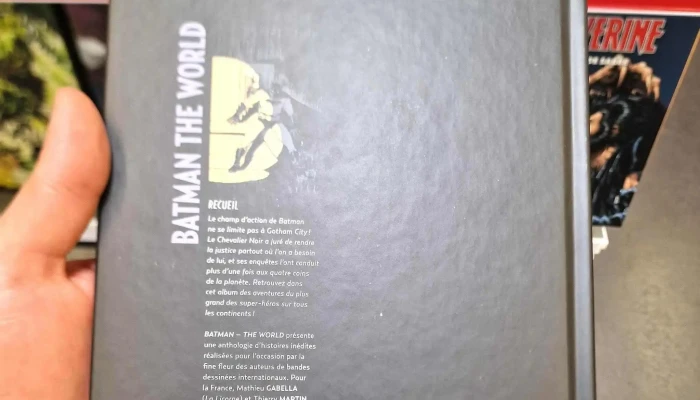 BATMAN THE WORLD
RECUEIL
Le champ d'action de Batman
ne se limite pas à Gotham City !
Le Chevalier Noir a juré de rendre
la justice partout où l'on a besoin
de lui, et ses enquêtes l'ont conduit
plus d'une fois aux quatre coins
de la planète. Retrouvez dans
cet album des aventures du plus
grand des super-héros sur tous
les continents !
BATMAN – THE WORLD présente
une anthologie d'histoires inédites
réalisées pour l'occasion par la
fine fleur des auteurs de bandes
dessinées internationaux. Pour
la France, Mathieu GABELLA
(La Licorne) et Thierry MARTIN
VERINE